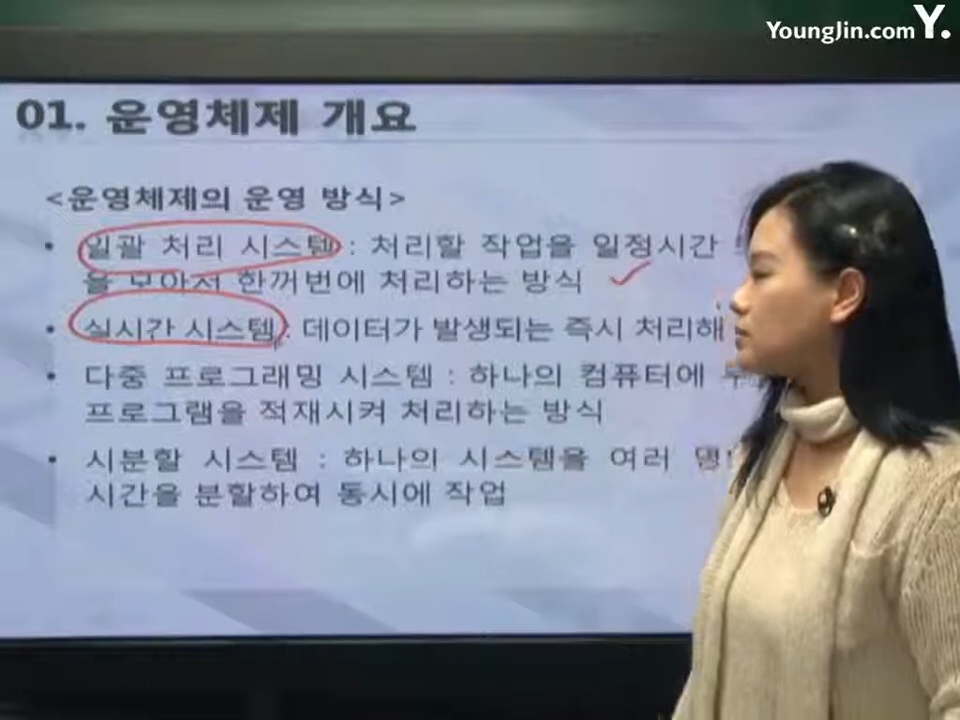 YoungJin.com Y.
01. 운영체제 개요
<운영체제의 운영 방식>
• 일괄 처리 시스템 : 처리할 작업을 일정시간
을 모아서 한꺼번에 처리하는 방식
• 실시간 시스템 : 데이터가 발생되는 즉시 처리해
• 다중 프로그래밍 시스템 : 하나의 컴퓨터에
프로그램을 적재시켜 처리하는 방식
• 시분할 시스템 : 하나의 시스템을 여러
시간을 분할하여 동시에 작업